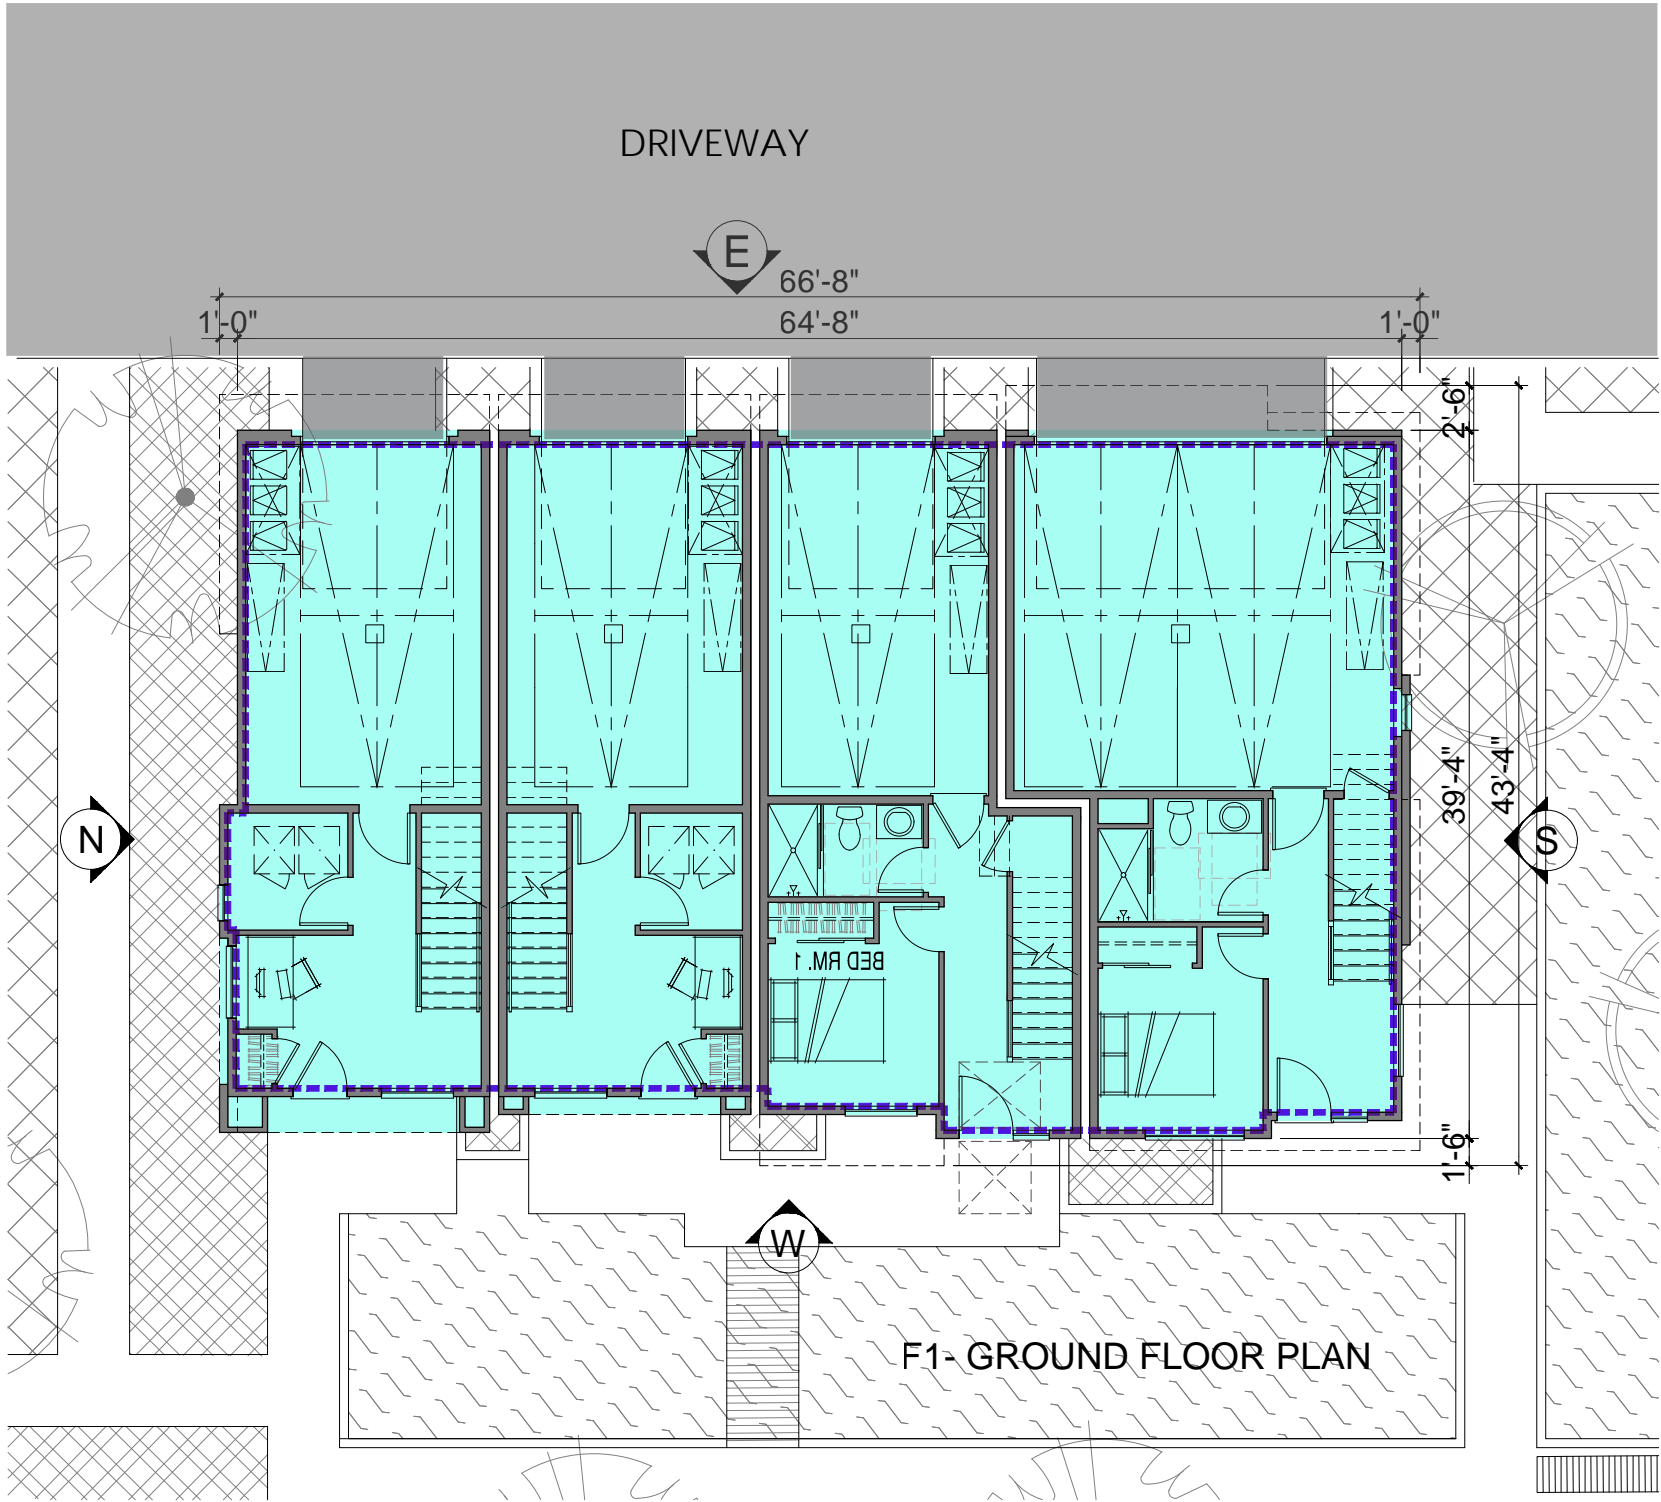 DRIVEWAY
E
66'-8"
1'-0"
64'-8"
1'-0"
2'-6"
N
39'-4"
43'-4"
S
BED RM. 1
1'-6"
W
F1- GROUND FLOOR PLAN